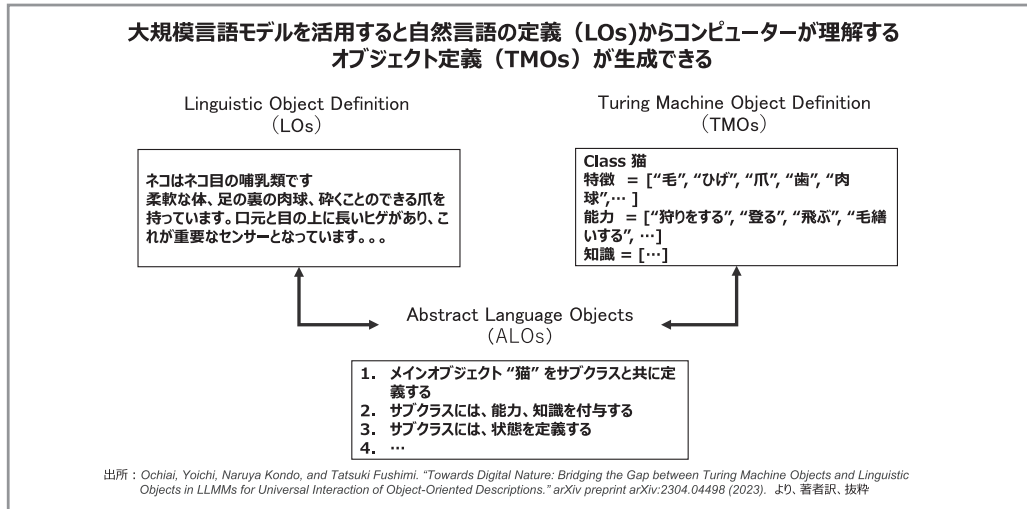 大規模言語モデルを活用すると自然言語の定義（LOs)からコンピューターが理解する
オブジェクト定義（TMOs）が生成できる
Linguistic Object Definition
（LOs）
ネコはネコ目の哺乳類です
柔軟な体、足の裏の肉球、砕くことのできる爪を
持っています。口元と目の上に長いヒゲがあり、こ
れが重要なセンサーとなっています。。。
Turing Machine Object Definition
（TMOs）
Class 猫
特徴 = [“毛”, “ひげ”, “爪”, “歯”, “肉
球”,… ]
能力 = [“狩りをする”, “登る”, “飛ぶ”, “毛繕
いする”, …]
知識 = […]
Abstract Language Objects
（ALOs）
1. メインオブジェクト “猫” をサブクラスと共に定
義する
2. サブクラスには、能力、知識を付与する
3. サブクラスには、状態を定義する
4. …
出所：Ochiai, Yoichi, Naruya Kondo, and Tatsuki Fushimi. “Towards Digital Nature: Bridging the Gap between Turing Machine Objects and Linguistic
Objects in LLMMs for Universal Interaction of Object-Oriented Descriptions.” arXiv preprint arXiv:2304.04498 (2023). より、著者訳、抜粋